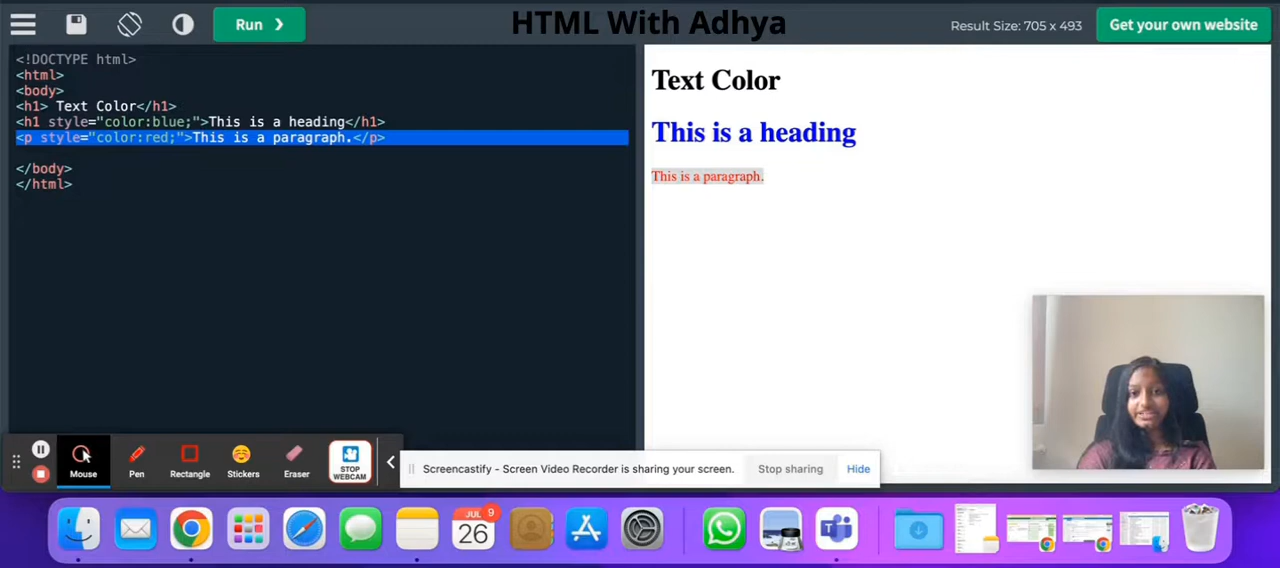 HTML With Adhya
Run
Result Size: 705 x 493
Get your own website
<!DOCTYPE html>
<html>
<body>
<h1> Text Color</h1>
<h1 style="color:blue;">This is a heading</h1>
<p style="color:red;">This is a paragraph.</p>
</body>
</html>
Text Color
This is a heading
This is a paragraph.
Mouse
Pen
Rectangle
Stickers
Eraser
STOP
WEBCAM
Screencastify - Screen Video Recorder is sharing your screen.
Stop sharing
Hide
JUL
9
26